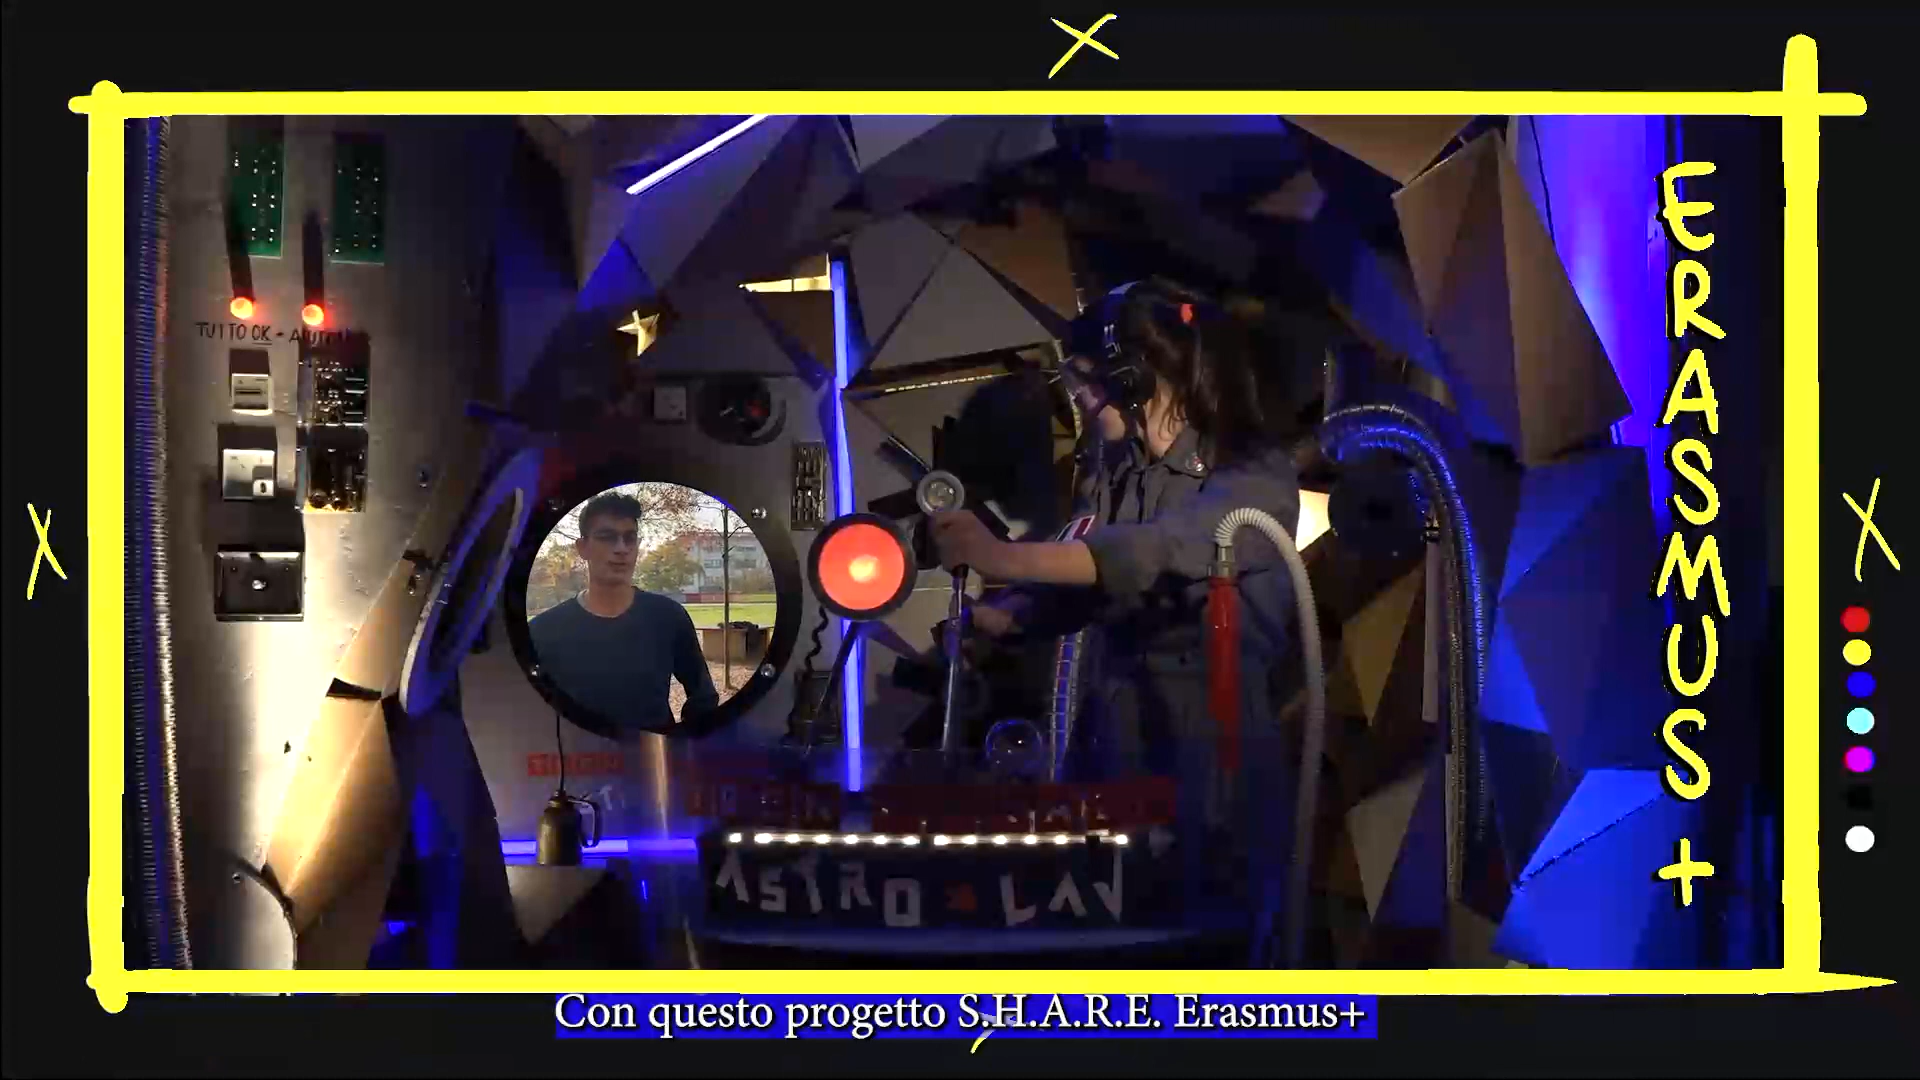 ERASMUS +
TUTTO OK -
ASTRO LAV
Con questo progetto S.H.A.R.E. Erasmus+